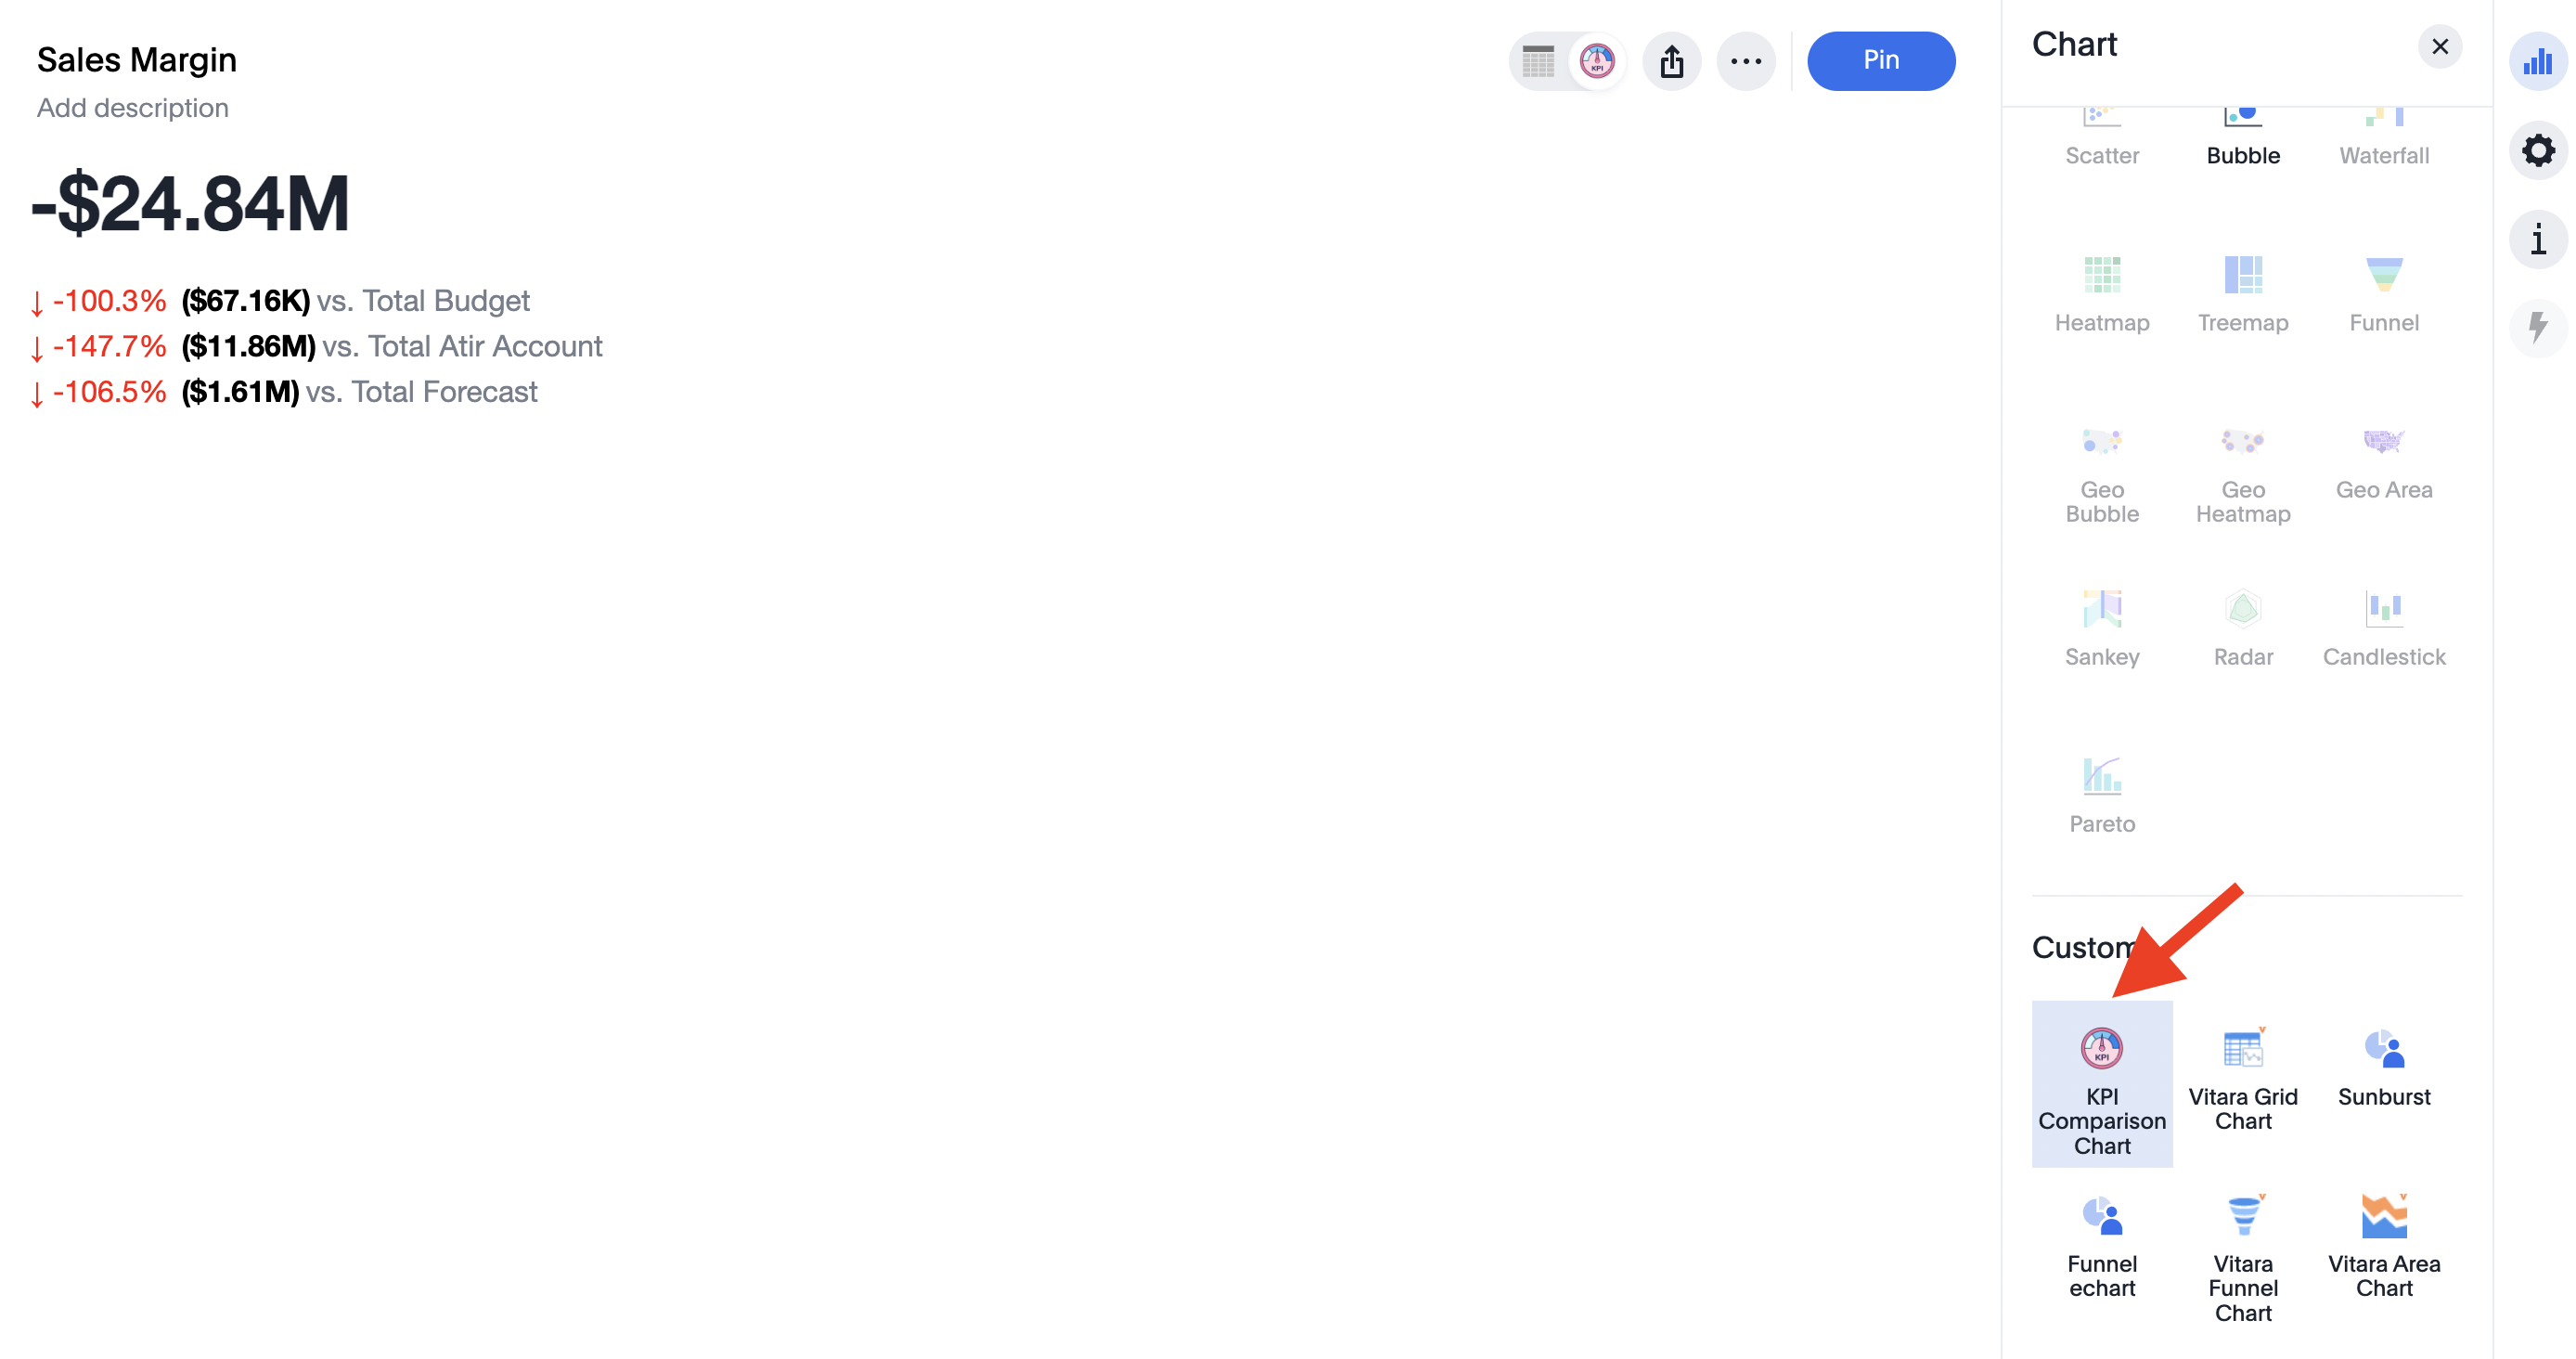 Sales Margin
Add description
KPI
Pin
-$24.84M
↓ -100.3% ($67.16K) vs. Total Budget
↓ -147.7% ($11.86M) vs. Total Atir Account
↓ -106.5% ($1.61M) vs. Total Forecast
Chart
Scatter
Bubble
Waterfall
Heatmap
Treemap
Funnel
Geo
Bubble
Geo
Heatmap
Geo Area
Sankey
Radar
Candlestick
Pareto
Custom
KPI
KPI
Comparison
Chart
Vitara Grid
Chart
Sunburst
Funnel
echart
Vitara
Funnel
Chart
Vitara Area
Chart